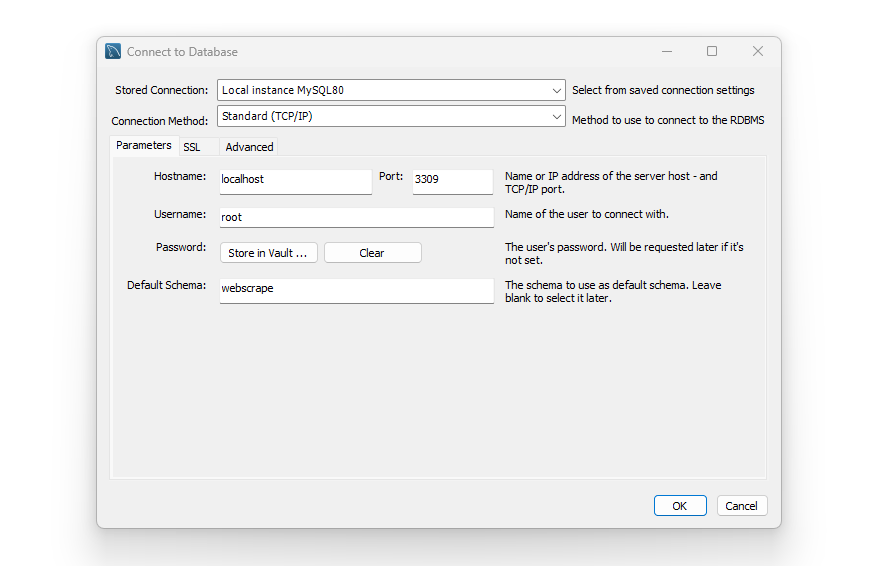 Connect to Database
Stored Connection: Local instance MySQL80 Select from saved connection settings
Connection Method: Standard (TCP/IP) Method to use to connect to the RDBMS
Parameters SSL Advanced
Hostname: localhost Port: 3309 Name or IP address of the server host - and
TCP/IP port.
Username: root Name of the user to connect with.
Password: Store in Vault ... Clear The user's password. Will be requested later if it's
not set.
Default Schema: webscrape The schema to use as default schema. Leave
blank to select it later.
OK Cancel